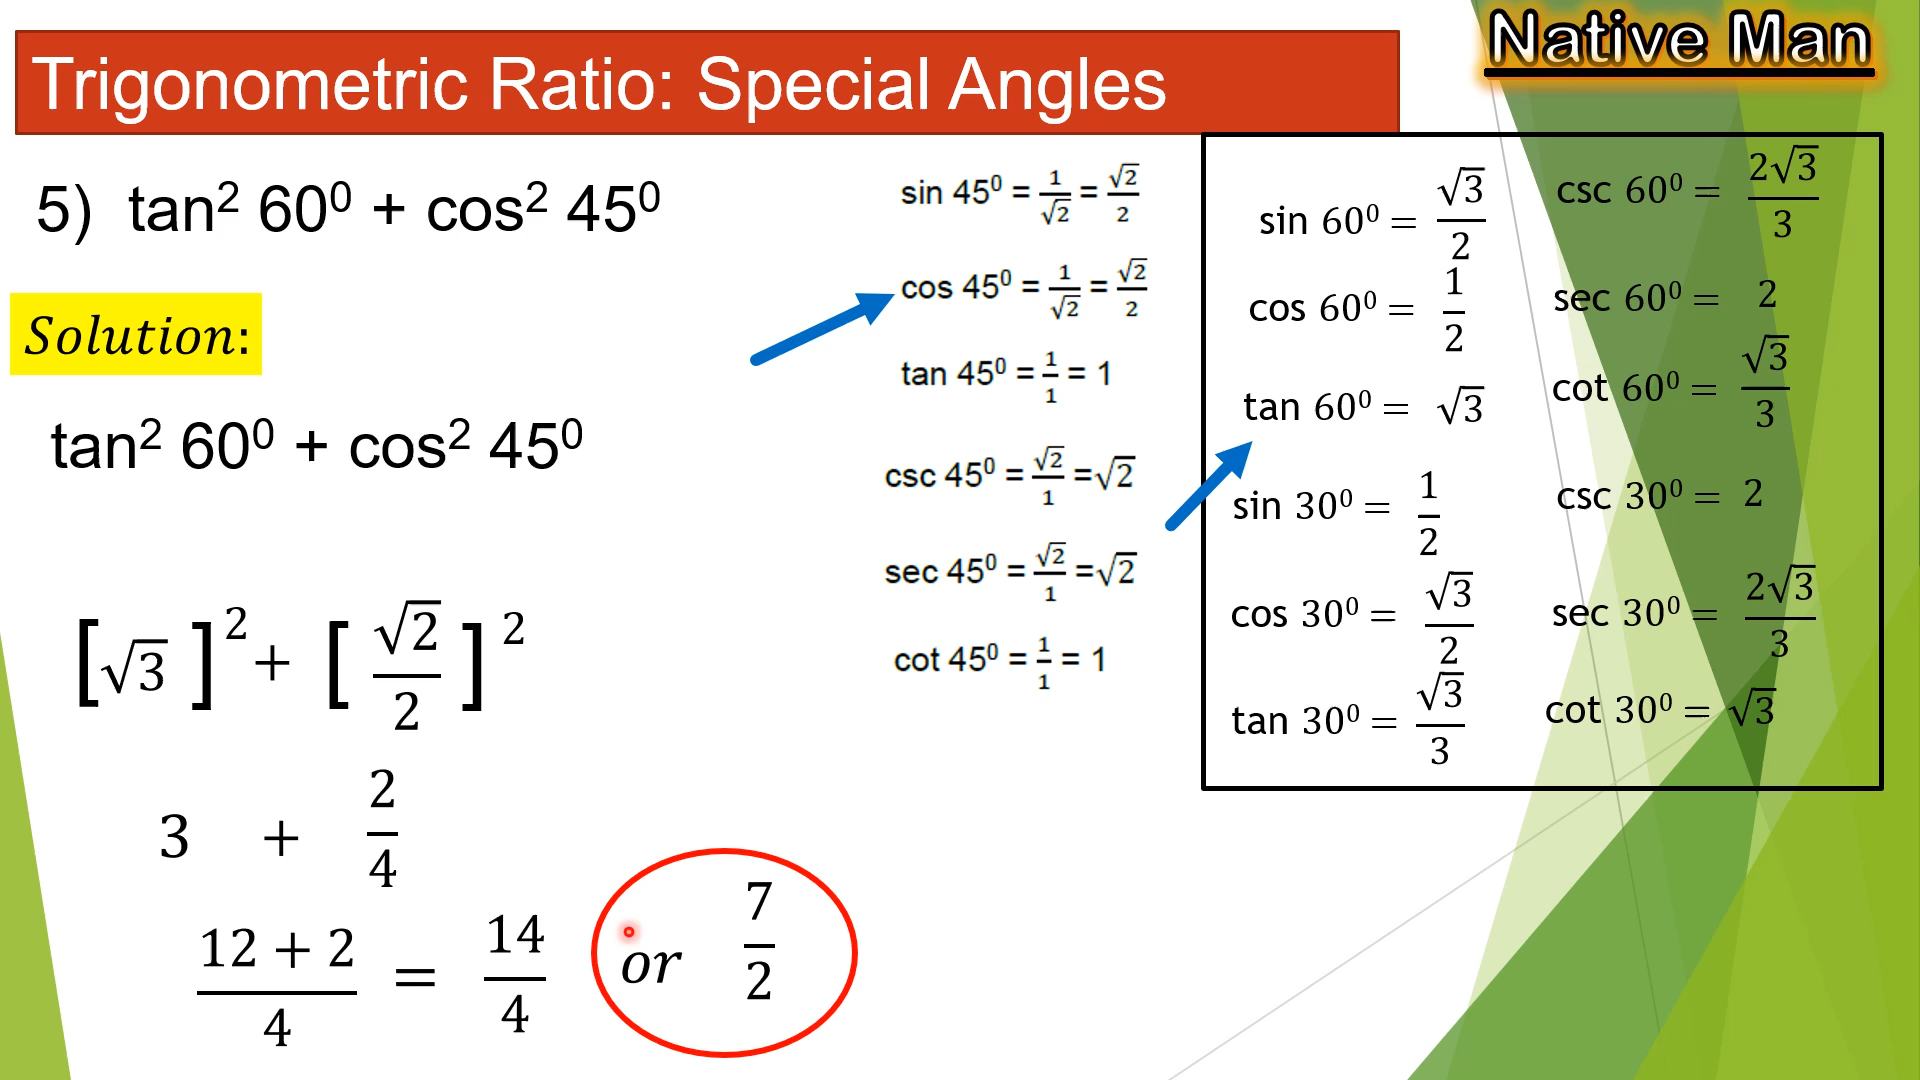 Native Man
Trigonometric Ratio: Special Angles
5) tan² 60⁰ + cos² 45⁰
Solution:
tan² 60⁰ + cos² 45⁰
[√3]² + [√2/2]²
3 + 2/4
(12 + 2)/4 = 14/4 or 7/2
sin 45⁰ = 1/√2 = √2/2
cos 45⁰ = 1/√2 = √2/2
tan 45⁰ = 1/1 = 1
csc 45⁰ = √2/1 =√2
sec 45⁰ = √2/1 =√2
cot 45⁰ = 1/1 = 1
sin 60⁰ = √3/2
cos 60⁰ = 1/2
tan 60⁰ = √3
sin 30⁰ = 1/2
cos 30⁰ = √3/2
tan 30⁰ = √3/3
csc 60⁰ = 2√3/3
sec 60⁰ = 2
cot 60⁰ = √3/3
csc 30⁰ = 2
sec 30⁰ = 2√3/3
cot 30⁰ = √3